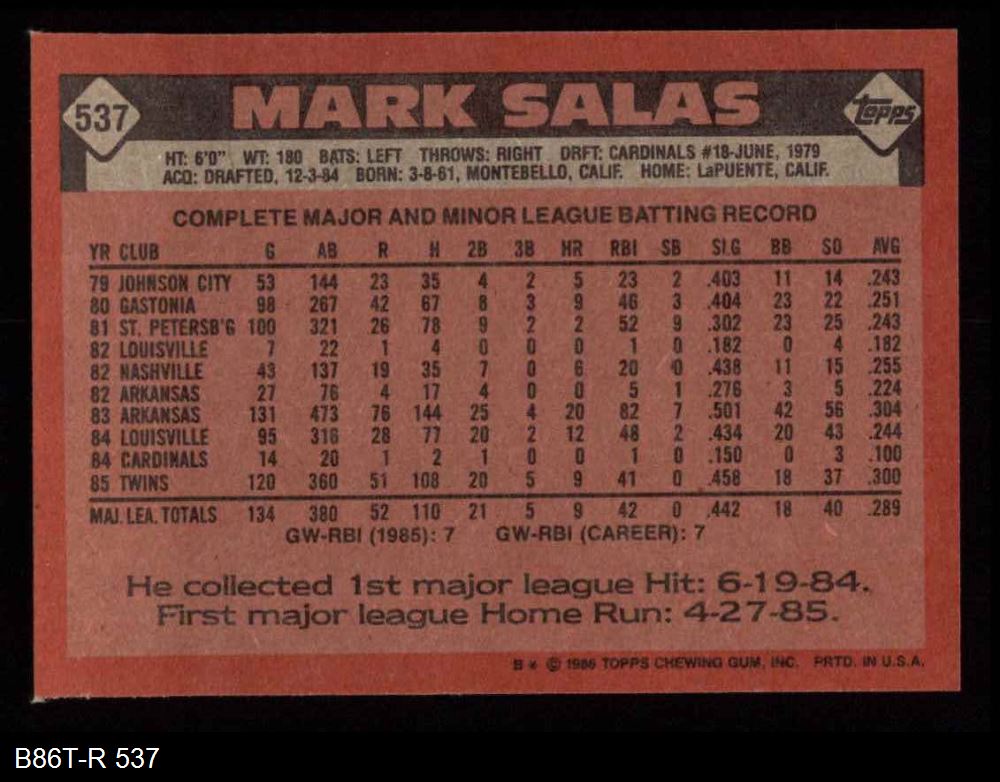 537 MARK SALAS Topps
HT: 6'0" WT: 180 BATS: LEFT THROWS: RIGHT DRFT: CARDINALS #18-JUNE, 1979
ACQ: DRAFTED, 12-3-84 BORN: 3-8-61, MONTEBELLO, CALIF. HOME: LaPUENTE, CALIF.
COMPLETE MAJOR AND MINOR LEAGUE BATTING RECORD
YR CLUB G AB R H 2B 3B HR RBI SB SLG BB SO AVG
79 JOHNSON CITY 53 144 23 35 4 2 5 23 2 .403 11 14 .243
80 GASTONIA 98 267 42 67 8 3 9 46 3 .404 23 22 .251
81 ST. PETERSB'G 100 321 26 78 9 2 2 52 9 .302 23 25 .243
82 LOUISVILLE 7 22 1 4 0 0 0 1 0 .182 0 4 .182
82 NASHVILLE 43 137 19 35 7 0 6 20 0 .438 11 15 .255
82 ARKANSAS 27 76 4 17 4 0 0 5 1 .276 3 5 .224
83 ARKANSAS 131 473 76 144 25 4 20 82 7 .501 42 56 .304
84 LOUISVILLE 95 316 28 77 20 2 12 48 2 .434 20 43 .244
84 CARDINALS 14 20 1 2 1 0 0 1 0 .150 0 3 .100
85 TWINS 120 360 51 108 20 5 9 41 0 .458 18 37 .300
MAJ. LEA. TOTALS 134 380 52 110 21 5 9 42 0 .442 18 40 .289
GW-RBI (1985): 7 GW-RBI (CAREER): 7
He collected 1st major league Hit: 6-19-84.
First major league Home Run: 4-27-85.
B * © 1986 TOPPS CHEWING GUM, INC. PRTD. IN U.S.A.
B86T-R 537